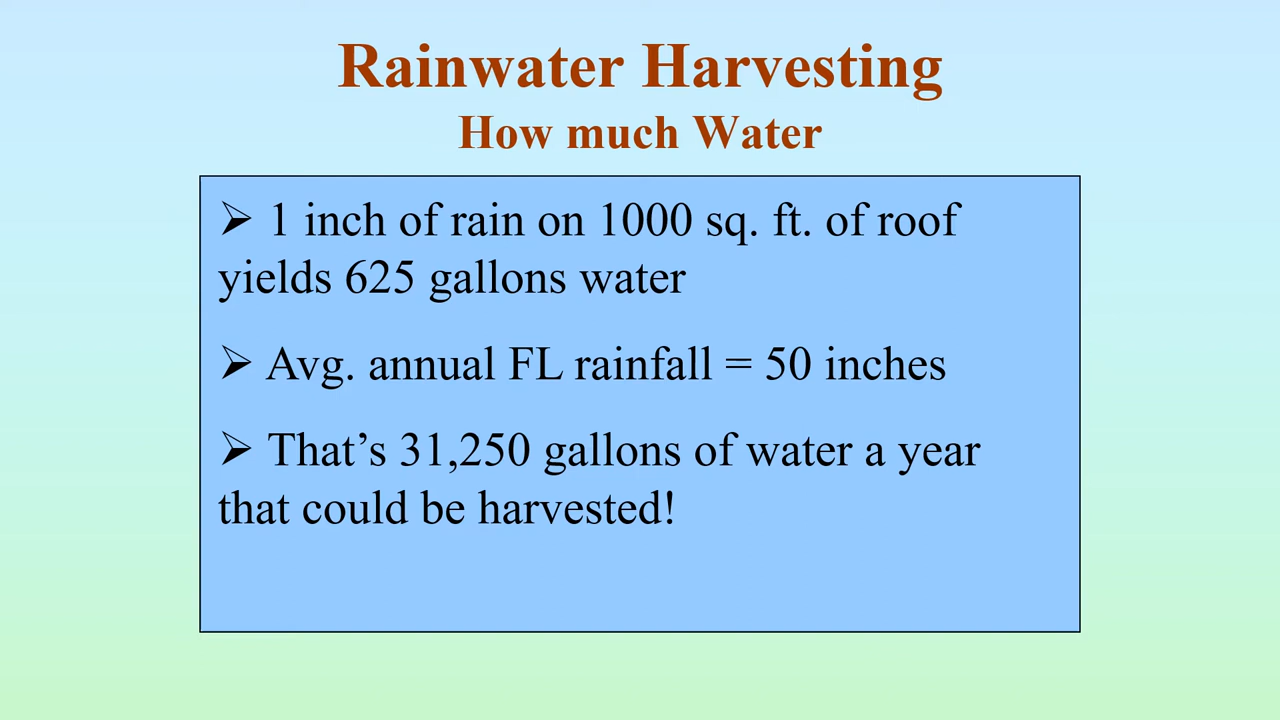 Rainwater Harvesting
How much Water
➢ 1 inch of rain on 1000 sq. ft. of roof
yields 625 gallons water
➢ Avg. annual FL rainfall = 50 inches
➢ That’s 31,250 gallons of water a year
that could be harvested!